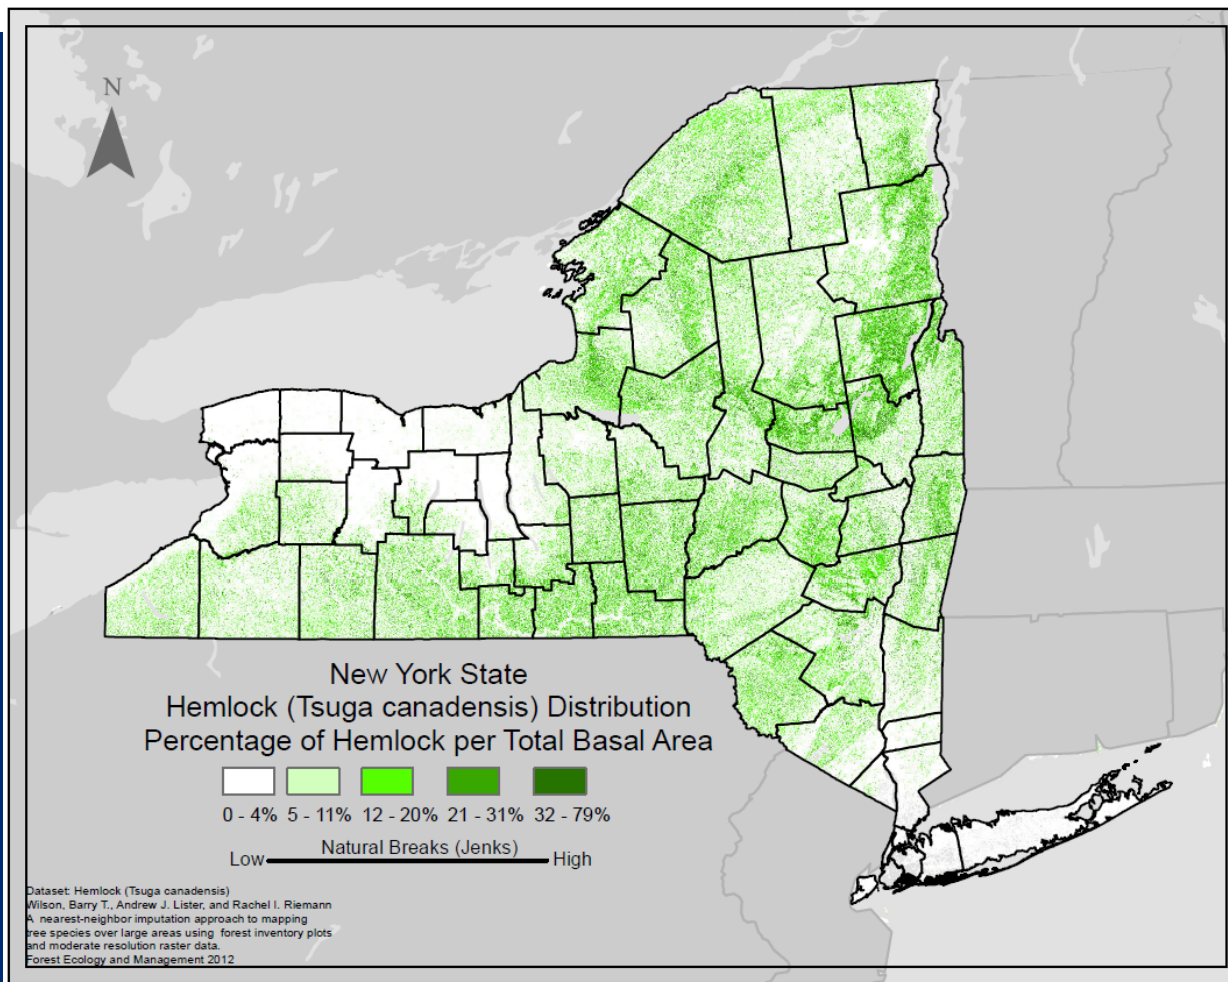 N
New York State
Hemlock (Tsuga canadensis) Distribution
Percentage of Hemlock per Total Basal Area
0 - 4% 5 - 11% 12 - 20% 21 - 31% 32 - 79%
Natural Breaks (Jenks)
Low High
Dataset: Hemlock (Tsuga canadensis)
Wilson, Barry T., Andrew J. Lister, and Rachel I. Riemann
A nearest-neighbor imputation approach to mapping
tree species over large areas using forest inventory plots
and moderate resolution raster data.
Forest Ecology and Management 2012